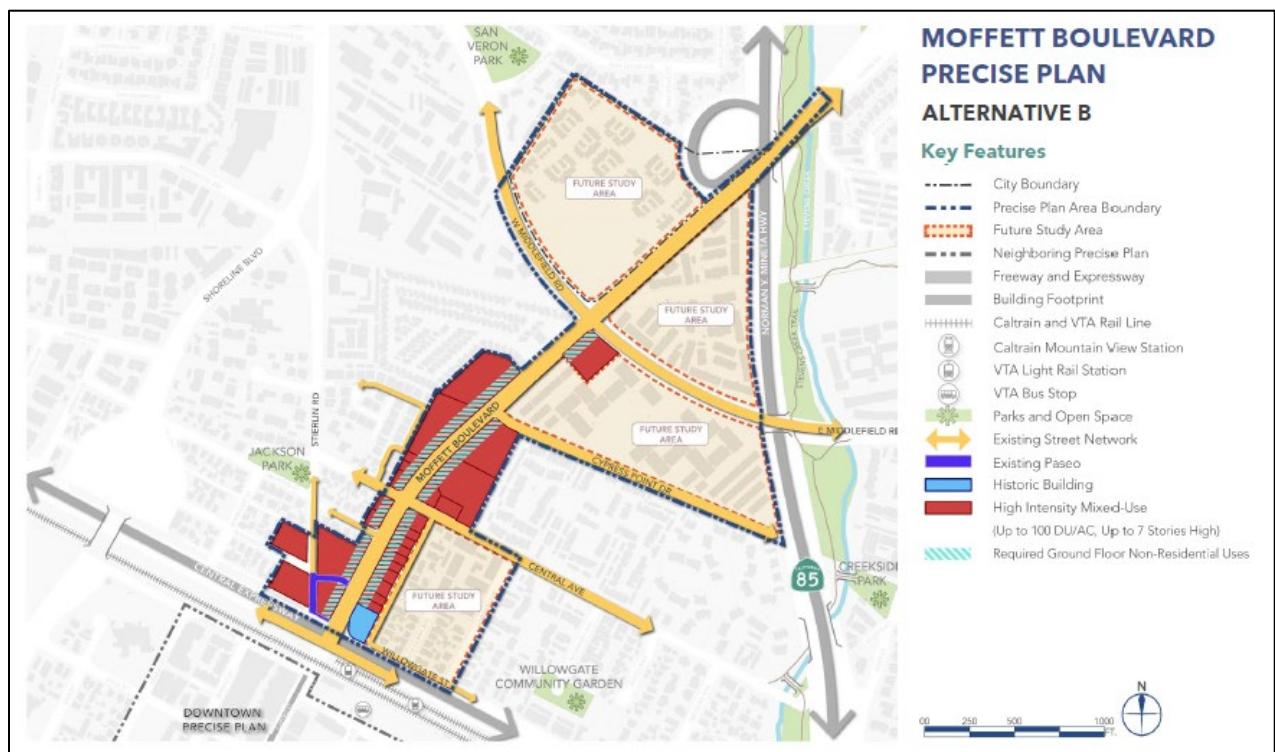 MOFFETT BOULEVARD
PRECISE PLAN
ALTERNATIVE B
Key Features
City Boundary
Precise Plan Area Boundary
Future Study Area
Neighboring Precise Plan
Freeway and Expressway
Building Footprint
Caltrain and VTA Rail Line
Caltrain Mountain View Station
VTA Light Rail Station
VTA Bus Stop
Parks and Open Space
Existing Street Network
Existing Paseo
Historic Building
High Intensity Mixed-Use
(Up to 100 DU/AC, Up to 7 Stories High)
Required Ground Floor Non-Residential Uses
N
00 250 500 1000
FT.
SAN
VERON
PARK
FUTURE STUDY
AREA
W MIDDLEFIELD RD
SHORELINE BLVD
NORMAN Y. MINETA HWY
STEVENS CREEK TRAIL
FUTURE STUDY
AREA
STIERLIN RD
MOFFETT BOULEVARD
FUTURE STUDY
AREA
E MIDDLEFIELD RD
JACKSON
PARK
CYPRESS POINT DR
CENTRAL EXPRESSWAY
CENTRAL AVE
85
CREEKSIDE
PARK
FUTURE STUDY
AREA
WILLOWGATE ST
WILLOWGATE
COMMUNITY GARDEN
DOWNTOWN
PRECISE PLAN